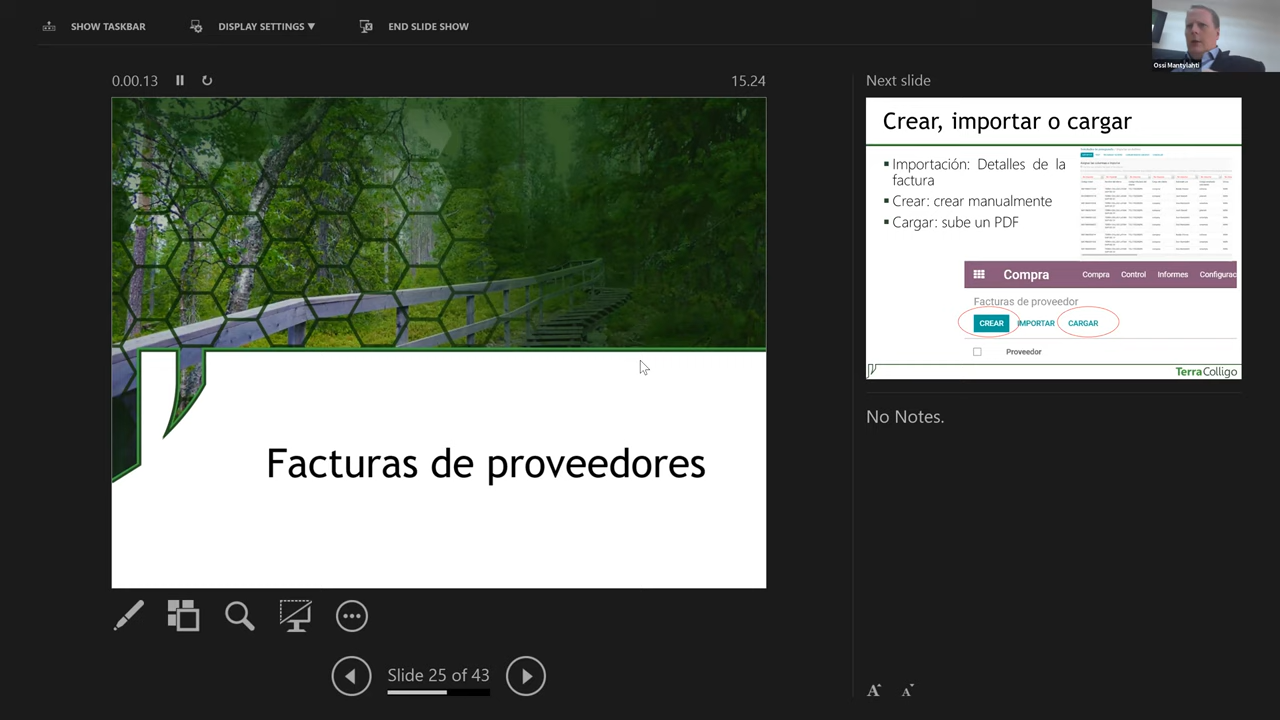 SHOW TASKBAR
DISPLAY SETTINGS ▼
END SLIDE SHOW
Ossi Mantylahti
0.00.13
15.24
Facturas de proveedores
Slide 25 of 43
Next slide
Crear, importar o cargar
Importación: Detalles de la
factura
Crear: crear manualmente
Cargar: sube un PDF
Compra
Compra
Control
Informes
Configurac
Facturas de proveedor
CREAR
IMPORTAR
CARGAR
Proveedor
TerraColligo
No Notes.
A
A